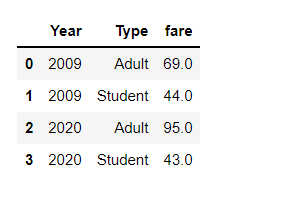 Year Type fare
0 2009 Adult 69.0
1 2009 Student 44.0
2 2020 Adult 95.0
3 2020 Student 43.0